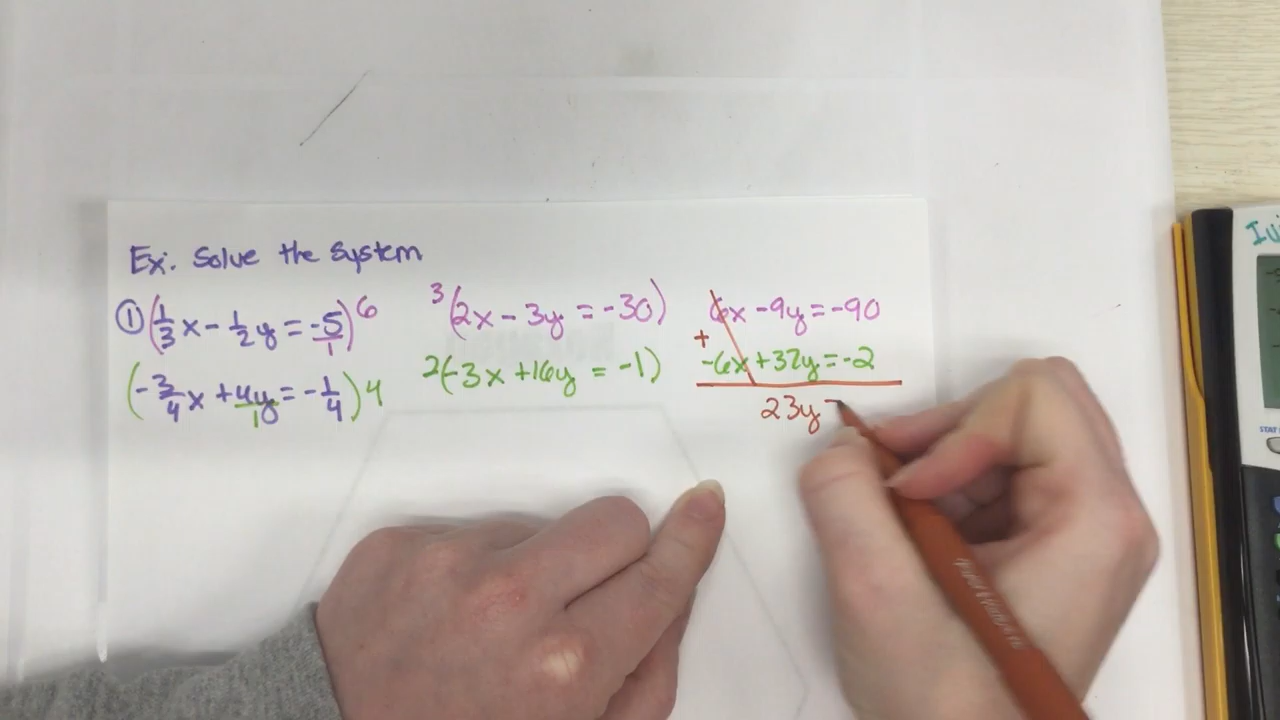 Ex: Solve the System
① (1/3 x - 1/2 y = -5/1)6
(-3/4 x + 4y/1 = -1/4)4
3(2x - 3y = -30)
2(-3x + 16y = -1)
6x - 9y = -90
+ -6x + 32y = -2
23y =